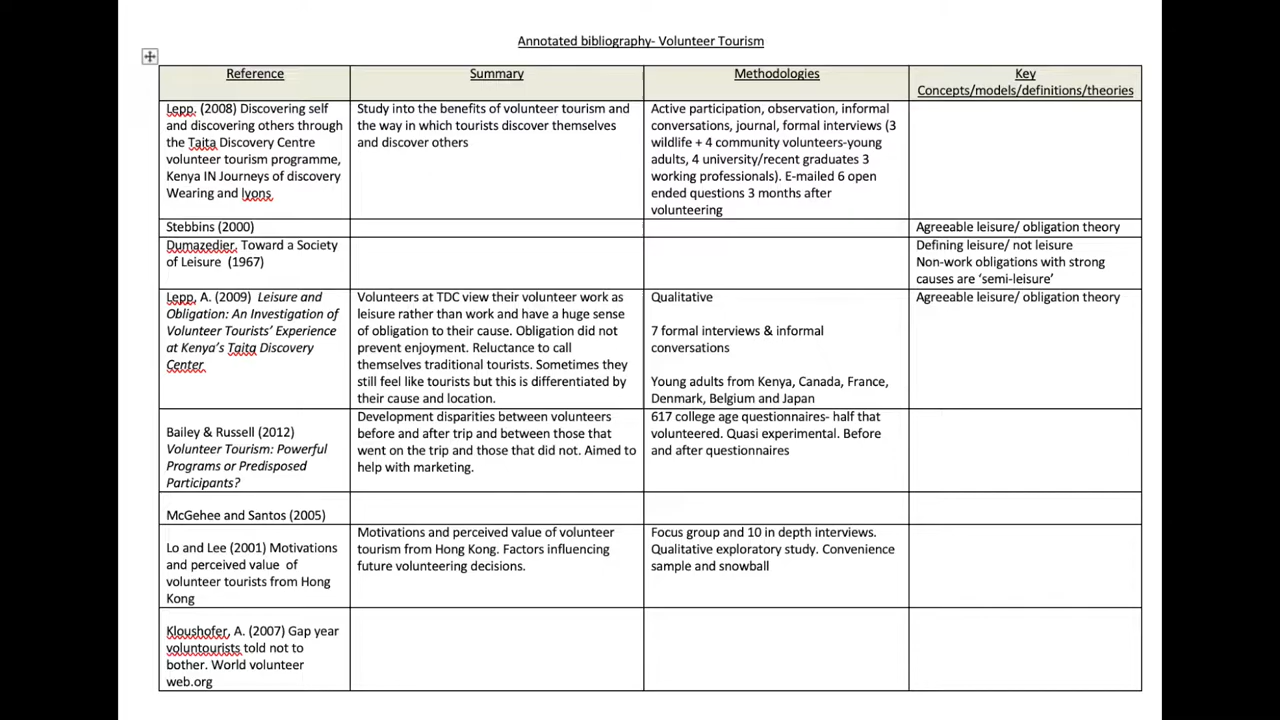 Annotated bibliography- Volunteer Tourism
Reference
Summary
Methodologies
Key
Concepts/models/definitions/theories
Lepp. (2008) Discovering self
and discovering others through
the Taita Discovery Centre
volunteer tourism programme,
Kenya IN Journeys of discovery
Wearing and lyons
Study into the benefits of volunteer tourism and
the way in which tourists discover themselves
and discover others
Active participation, observation, informal
conversations, journal, formal interviews (3
wildlife + 4 community volunteers-young
adults, 4 university/recent graduates 3
working professionals). E-mailed 6 open
ended questions 3 months after
volunteering
Stebbins (2000)
Agreeable leisure/ obligation theory
Dumazedier. Toward a Society
of Leisure (1967)
Defining leisure/ not leisure
Non-work obligations with strong
causes are ‘semi-leisure’
Lepp, A. (2009) Leisure and
Obligation: An Investigation of
Volunteer Tourists’ Experience
at Kenya’s Taita Discovery
Center.
Volunteers at TDC view their volunteer work as
leisure rather than work and have a huge sense
of obligation to their cause. Obligation did not
prevent enjoyment. Reluctance to call
themselves traditional tourists. Sometimes they
still feel like tourists but this is differentiated by
their cause and location.
Qualitative
7 formal interviews & informal
conversations
Young adults from Kenya, Canada, France,
Denmark, Belgium and Japan
Agreeable leisure/ obligation theory
Bailey & Russell (2012)
Volunteer Tourism: Powerful
Programs or Predisposed
Participants?
Development disparities between volunteers
before and after trip and between those that
went on the trip and those that did not. Aimed to
help with marketing.
617 college age questionnaires- half that
volunteered. Quasi experimental. Before
and after questionnaires
McGehee and Santos (2005)
Lo and Lee (2001) Motivations
and perceived value of
volunteer tourists from Hong
Kong
Motivations and perceived value of volunteer
tourism from Hong Kong. Factors influencing
future volunteering decisions.
Focus group and 10 in depth interviews.
Qualitative exploratory study. Convenience
sample and snowball
Kloushofer, A. (2007) Gap year
voluntourists told not to
bother. World volunteer
web.org